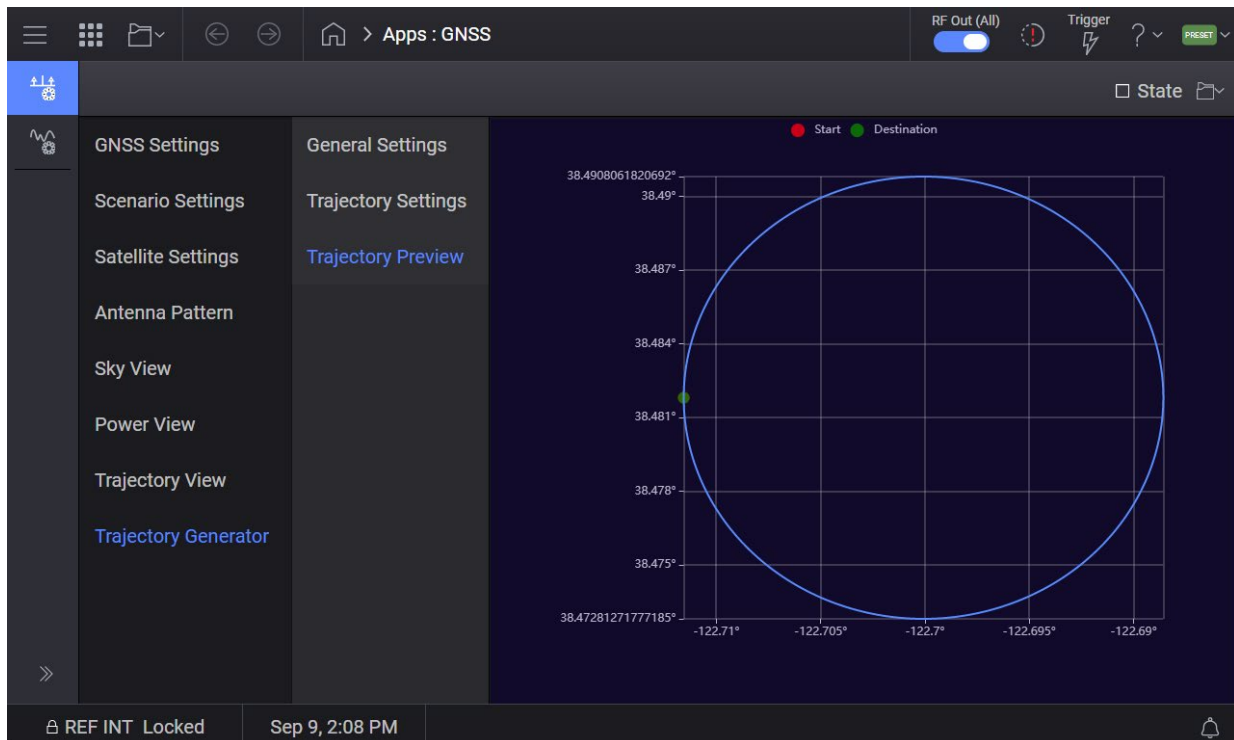 Apps : GNSS
RF Out (All)
Trigger
?
PRESET
State
GNSS Settings
Scenario Settings
Satellite Settings
Antenna Pattern
Sky View
Power View
Trajectory View
Trajectory Generator
General Settings
Trajectory Settings
Trajectory Preview
Start
Destination
38.4908061820692°
38.49°
38.487°
38.484°
38.481°
38.478°
38.475°
38.47281271777185°
-122.71°
-122.705°
-122.7°
-122.695°
-122.69°
REF INT Locked
Sep 9, 2:08 PM